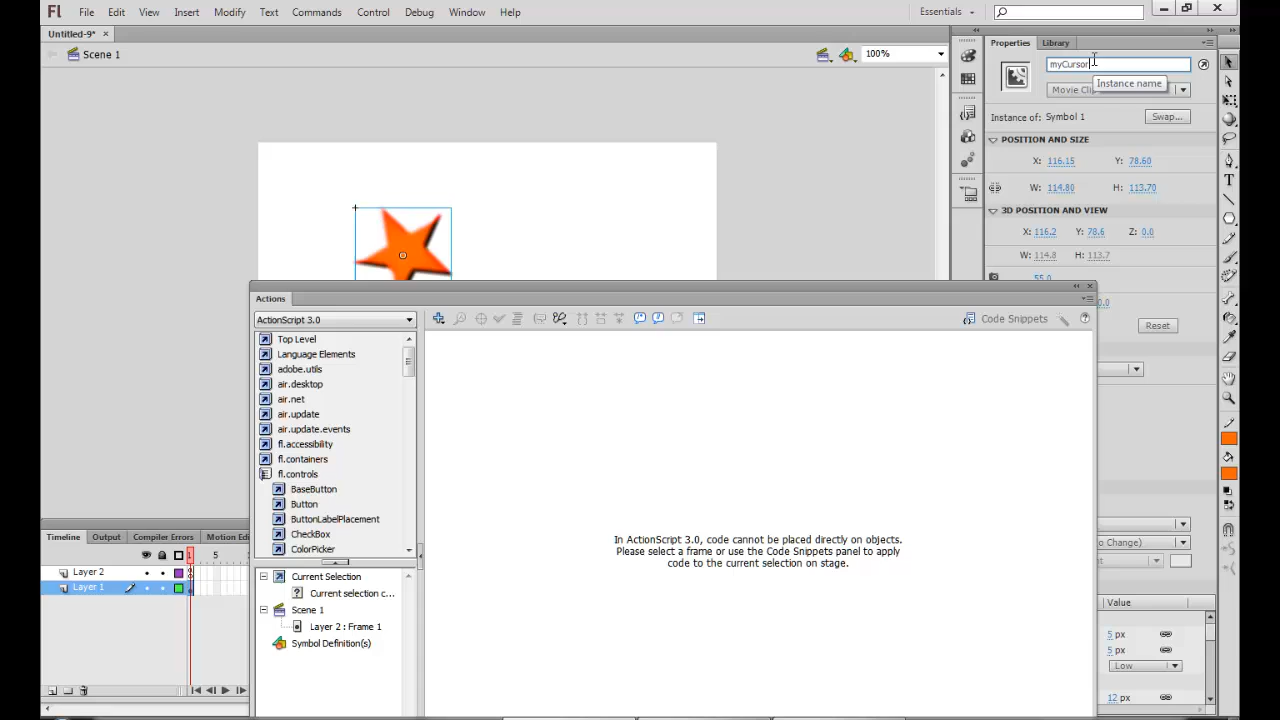 Fl File Edit View Insert Modify Text Commands Control Debug Window Help Essentials
Untitled-9* ×
Scene 1
100%
Properties Library
myCursor
Instance name
Instance of: Symbol 1 Swap...
POSITION AND SIZE
X: 116.15 Y: 78.60
W: 114.80 H: 113.70
3D POSITION AND VIEW
X: 116.2 Y: 78.6 Z: 0.0
W: 114.8 H: 113.7
55.0
Reset
Actions
ActionScript 3.0
Code Snippets
Top Level
Language Elements
adobe.utils
air.desktop
air.net
air.update
air.update.events
fl.accessibility
fl.containers
fl.controls
BaseButton
Button
ButtonLabelPlacement
CheckBox
ColorPicker
In ActionScript 3.0, code cannot be placed directly on objects.
Please select a frame or use the Code Snippets panel to apply
code to the current selection on stage.
Current Selection
Current selection c...
Scene 1
Layer 2 : Frame 1
Symbol Definition(s)
Timeline Output Compiler Errors Motion Edi
1 5
Layer 2
Layer 1
Change)
Value
5 px
5 px
Low
12 px